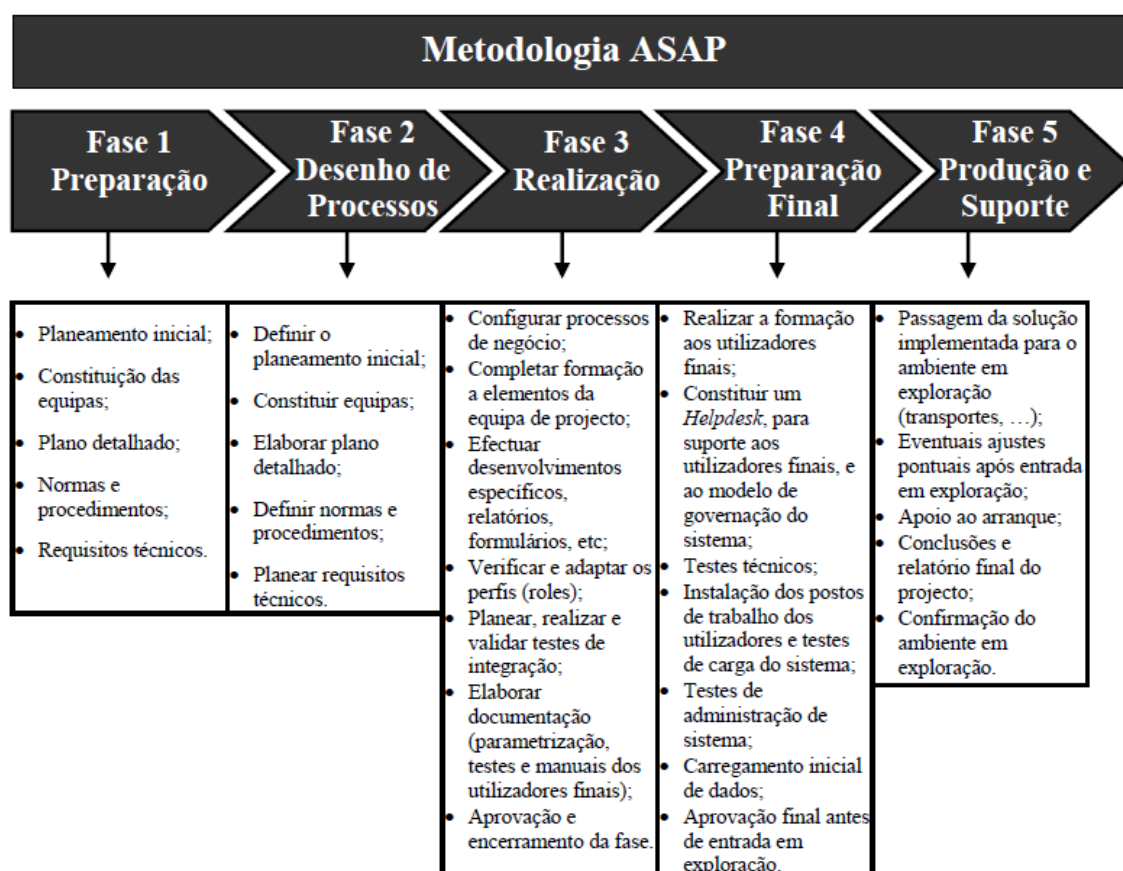 Metodologia ASAP
Fase 1
Preparação
Fase 2
Desenho de
Processos
Fase 3
Realização
Fase 4
Preparação
Final
Fase 5
Produção e
Suporte
• Planeamento inicial;
• Constituição das
equipas;
• Plano detalhado;
• Normas e
procedimentos;
• Requisitos técnicos.
• Definir o
planeamento inicial;
• Constituir equipas;
• Elaborar plano
detalhado;
• Definir normas e
procedimentos;
• Planear requisitos
técnicos.
• Configurar processos
de negócio;
• Completar formação
a elementos da
equipa de projecto;
• Efectuar
desenvolvimentos
específicos,
relatórios,
formulários, etc;
• Verificar e adaptar os
perfis (roles);
• Planear, realizar e
validar testes de
integração;
• Elaborar
documentação
(parametrização,
testes e manuais dos
utilizadores finais);
• Aprovação e
encerramento da fase.
• Realizar a formação
aos utilizadores
finais;
• Constituir um
Helpdesk, para
suporte aos
utilizadores finais, e
ao modelo de
governação do
sistema;
• Testes técnicos;
• Instalação dos postos
de trabalho dos
utilizadores e testes
de carga do sistema;
• Testes de
administração de
sistema;
• Carregamento inicial
de dados;
• Aprovação final antes
de entrada em
exploração.
• Passagem da solução
implementada para o
ambiente em
exploração
(transportes, …);
• Eventuais ajustes
pontuais após entrada
em exploração;
• Apoio ao arranque;
• Conclusões e
relatório final do
projecto;
• Confirmação do
ambiente em
exploração.